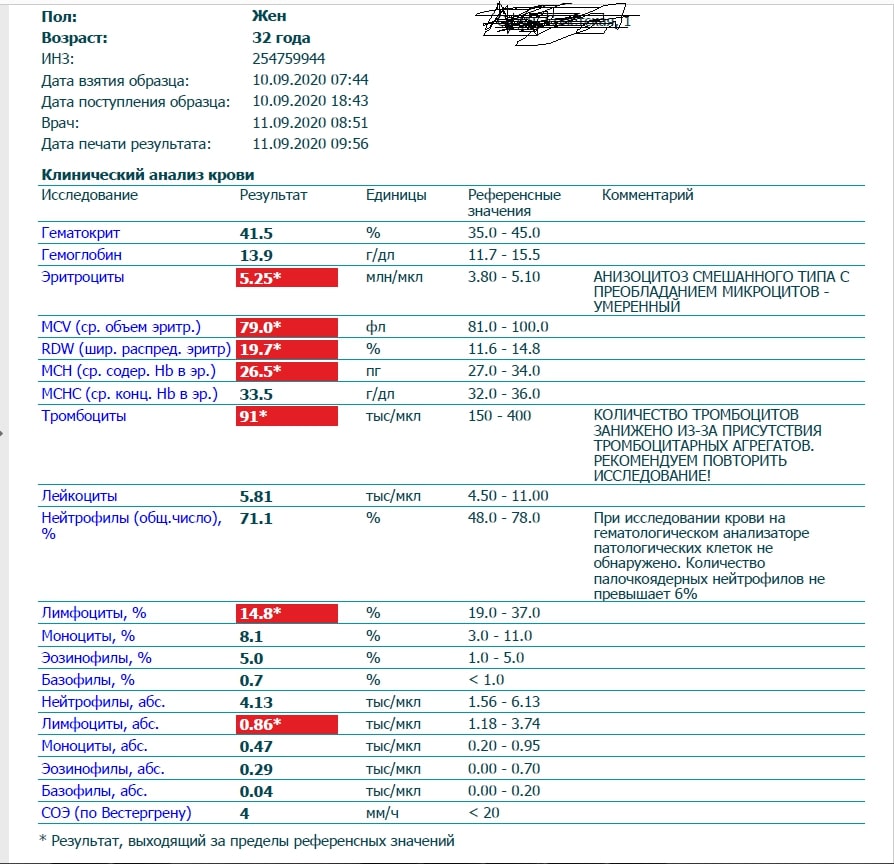 Пол: Жен
Возраст: 32 года
ИНЗ: 254759944
Дата взятия образца: 10.09.2020 07:44
Дата поступления образца: 10.09.2020 18:43
Врач: 11.09.2020 08:51
Дата печати результата: 11.09.2020 09:56
Клинический анализ крови
Исследование Результат Единицы Референсные Комментарий
значения
Гематокрит 41.5 % 35.0 - 45.0
Гемоглобин 13.9 г/дл 11.7 - 15.5
Эритроциты 5.25* млн/мкл 3.80 - 5.10 АНИЗОЦИТОЗ СМЕШАННОГО ТИПА С
ПРЕОБЛАДАНИЕМ МИКРОЦИТОВ -
УМЕРЕННЫЙ
MCV (ср. объем эритр.) 79.0* фл 81.0 - 100.0
RDW (шир. распред. эритр) 19.7* % 11.6 - 14.8
MCH (ср. содер. Hb в эр.) 26.5* пг 27.0 - 34.0
МСНС (ср. конц. Hb в эр.) 33.5 г/дл 32.0 - 36.0
Тромбоциты 91* тыс/мкл 150 - 400 КОЛИЧЕСТВО ТРОМБОЦИТОВ
ЗАНИЖЕНО ИЗ-ЗА ПРИСУТСТВИЯ
ТРОМБОЦИТАРНЫХ АГРЕГАТОВ.
РЕКОМЕНДУЕМ ПОВТОРИТЬ
ИССЛЕДОВАНИЕ!
Лейкоциты 5.81 тыс/мкл 4.50 - 11.00
Нейтрофилы (общ.число), 71.1 % 48.0 - 78.0 При исследовании крови на
% гематологическом анализаторе
патологических клеток не
обнаружено. Количество
палочкоядерных нейтрофилов не
превышает 6%
Лимфоциты, % 14.8* % 19.0 - 37.0
Моноциты, % 8.1 % 3.0 - 11.0
Эозинофилы, % 5.0 % 1.0 - 5.0
Базофилы, % 0.7 % < 1.0
Нейтрофилы, абс. 4.13 тыс/мкл 1.56 - 6.13
Лимфоциты, абс. 0.86* тыс/мкл 1.18 - 3.74
Моноциты, абс. 0.47 тыс/мкл 0.20 - 0.95
Эозинофилы, абс. 0.29 тыс/мкл 0.00 - 0.70
Базофилы, абс. 0.04 тыс/мкл 0.00 - 0.20
СОЭ (по Вестергрену) 4 мм/ч < 20
* Результат, выходящий за пределы референсных значений